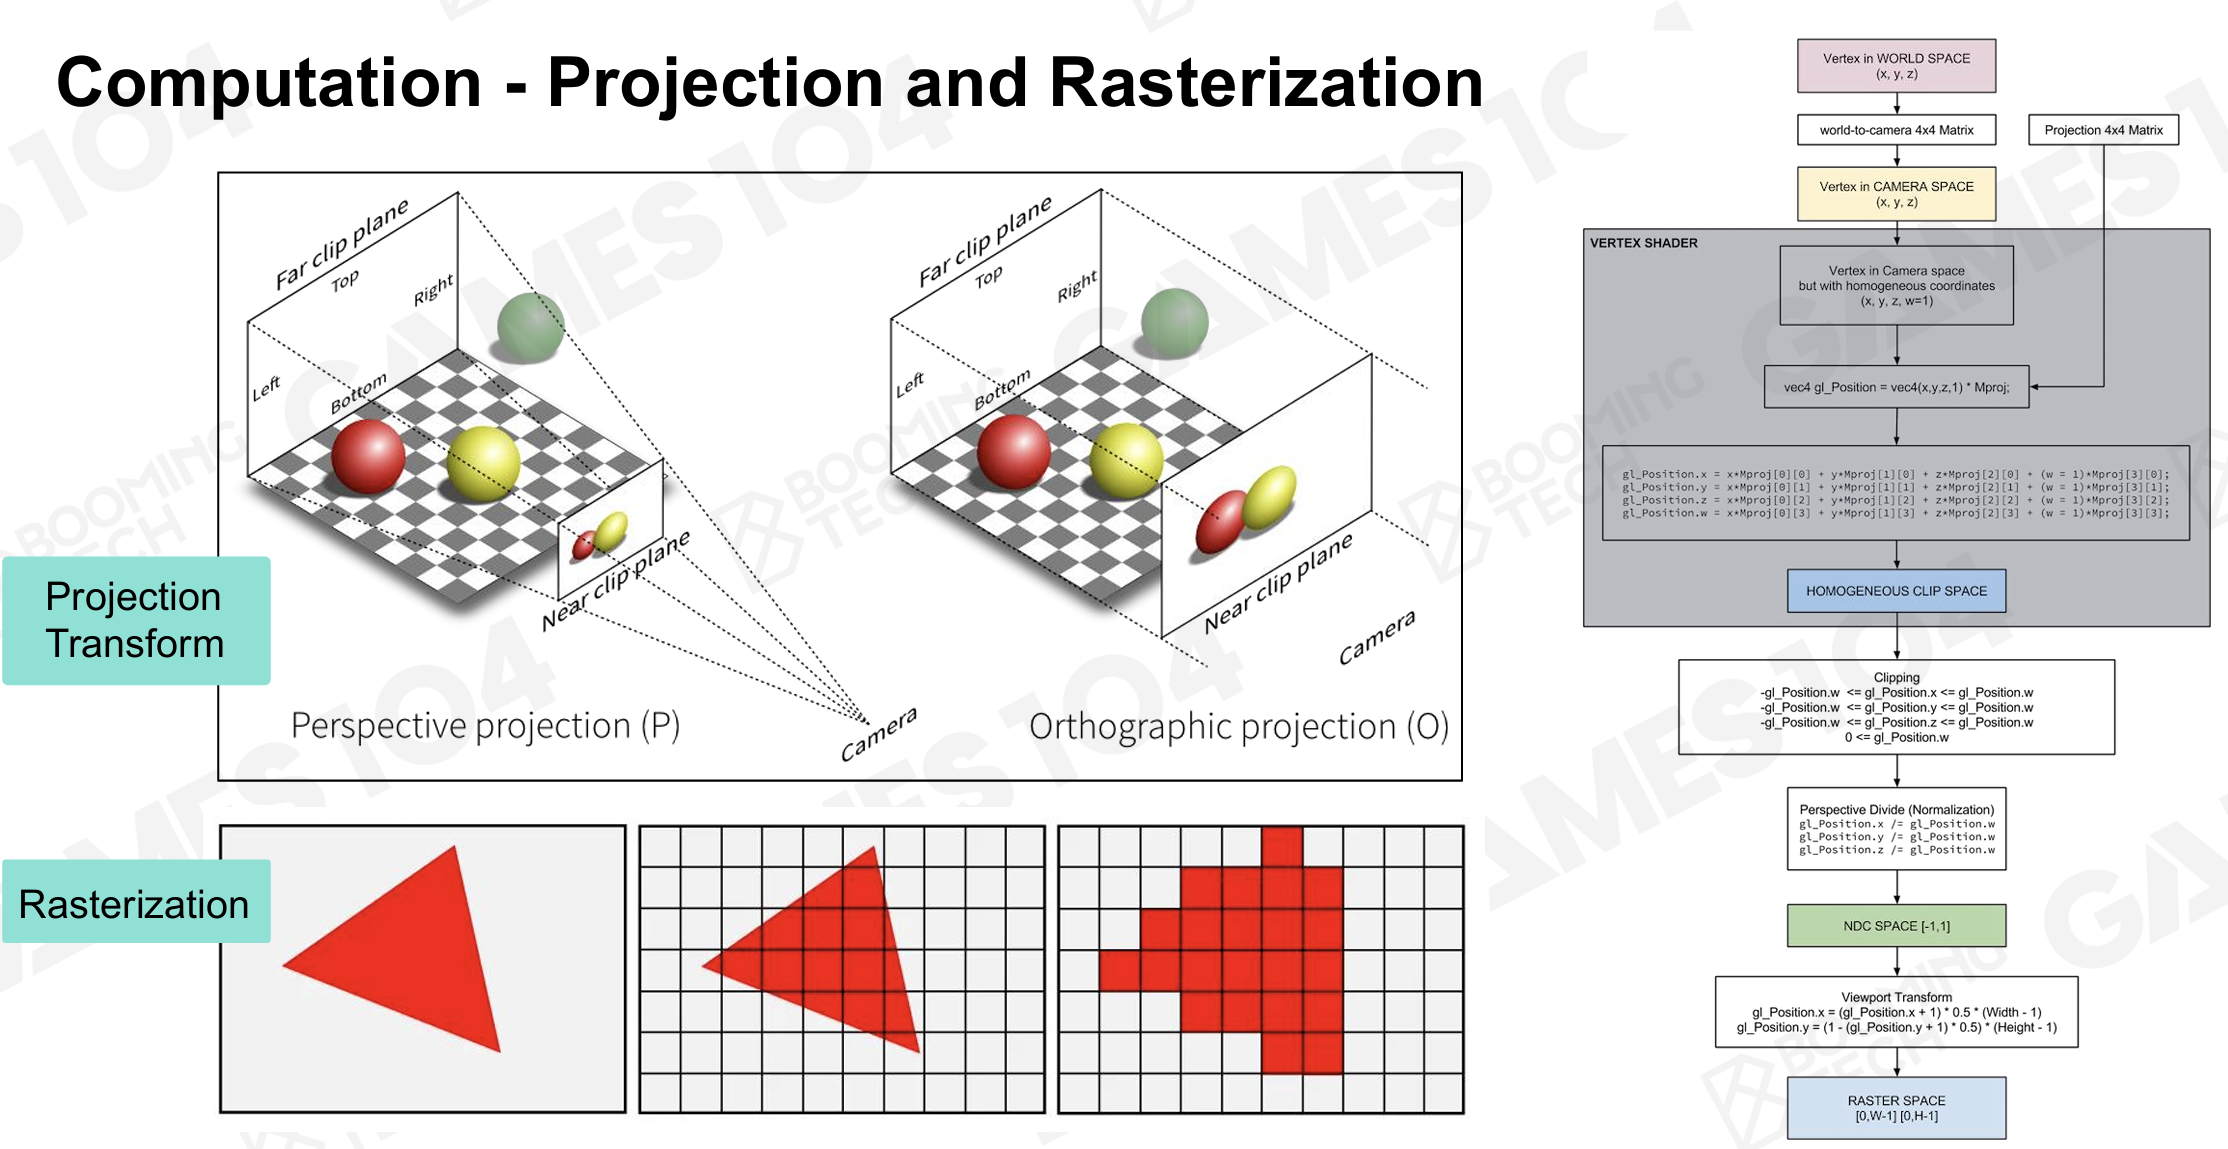 Computation - Projection and Rasterization
Far clip plane
Top
Right
Left
Bottom
Near clip plane
Camera
Perspective projection (P)
Far clip plane
Top
Right
Left
Bottom
Near clip plane
Camera
Orthographic projection (O)
Projection
Transform
Rasterization
Vertex in WORLD SPACE
(x, y, z)
world-to-camera 4x4 Matrix
Projection 4x4 Matrix
Vertex in CAMERA SPACE
(x, y, z)
VERTEX SHADER
Vertex in Camera space
but with homogeneous coordinates
(x, y, z, w=1)
vec4 gl_Position = vec4(x,y,z,1) * Mproj;
gl_Position.x = x*Mproj[0][0] + y*Mproj[1][0] + z*Mproj[2][0] + (w = 1)*Mproj[3][0];
gl_Position.y = x*Mproj[0][1] + y*Mproj[1][1] + z*Mproj[2][1] + (w = 1)*Mproj[3][1];
gl_Position.z = x*Mproj[0][2] + y*Mproj[1][2] + z*Mproj[2][2] + (w = 1)*Mproj[3][2];
gl_Position.w = x*Mproj[0][3] + y*Mproj[1][3] + z*Mproj[2][3] + (w = 1)*Mproj[3][3];
HOMOGENEOUS CLIP SPACE
Clipping
-gl_Position.w <= gl_Position.x <= gl_Position.w
-gl_Position.w <= gl_Position.y <= gl_Position.w
-gl_Position.w <= gl_Position.z <= gl_Position.w
0 <= gl_Position.w
Perspective Divide (Normalization)
gl_Position.x /= gl_Position.w
gl_Position.y /= gl_Position.w
gl_Position.z /= gl_Position.w
NDC SPACE [-1,1]
Viewport Transform
gl_Position.x = (gl_Position.x + 1) * 0.5 * (Width - 1)
gl_Position.y = (1 - (gl_Position.y + 1) * 0.5) * (Height - 1)
RASTER SPACE
[0,W-1] [0,H-1]
GAMES104
BOOMING
TECH